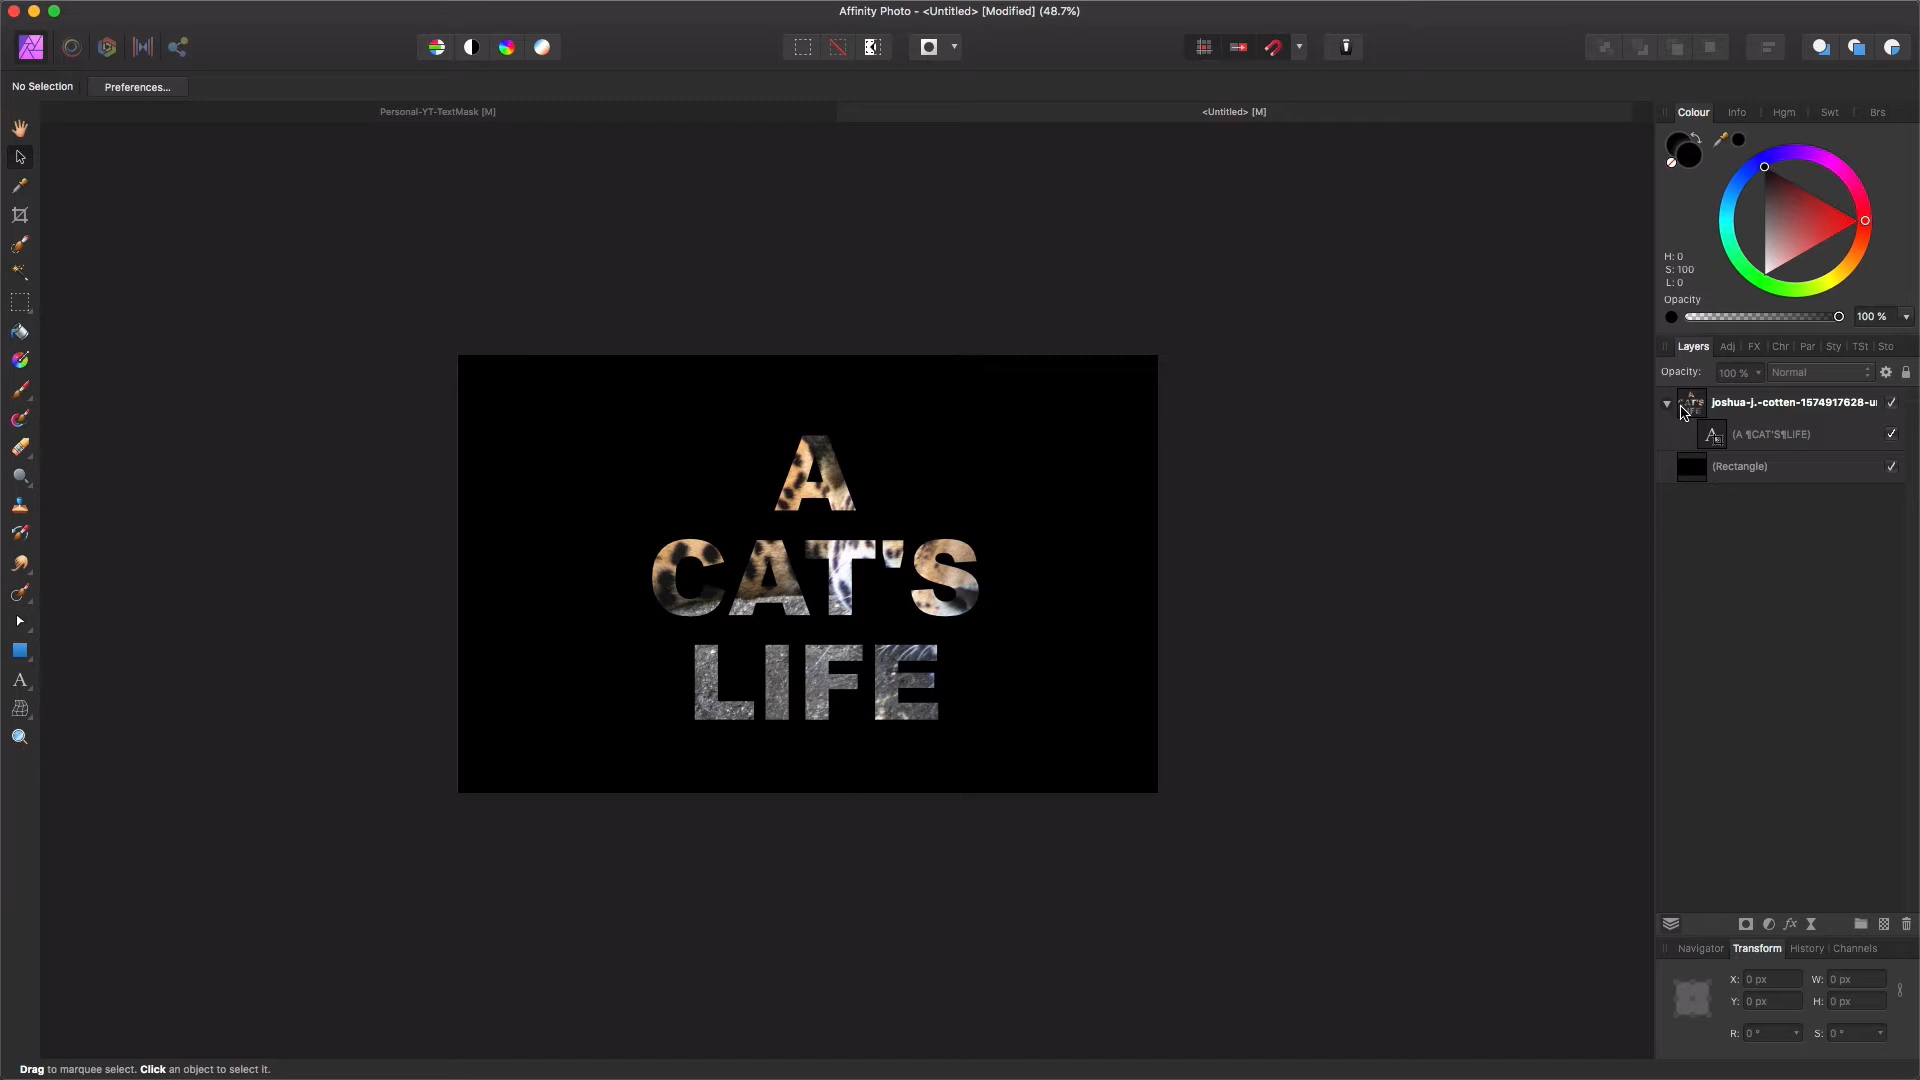 Affinity Photo - <Untitled> [Modified] (48.7%)
No Selection
Preferences...
Personal-YT-TextMask [M]
<Untitled> [M]
Colour
Info
Hgm
Swt
Brs
H: 0
S: 100
L: 0
Opacity
100 %
Layers
Adj
FX
Chr
Par
Sty
TSt
Sto
Opacity:
100 %
Normal
joshua-j.-cotten-1574917628-u
A CAT'S LIFE
(A ¶CAT'S¶LIFE)
(Rectangle)
A
CAT'S
LIFE
Navigator
Transform
History
Channels
X: 0 px
W: 0 px
Y: 0 px
H: 0 px
R: 0 °
S: 0 °
Drag to marquee select. Click an object to select it.